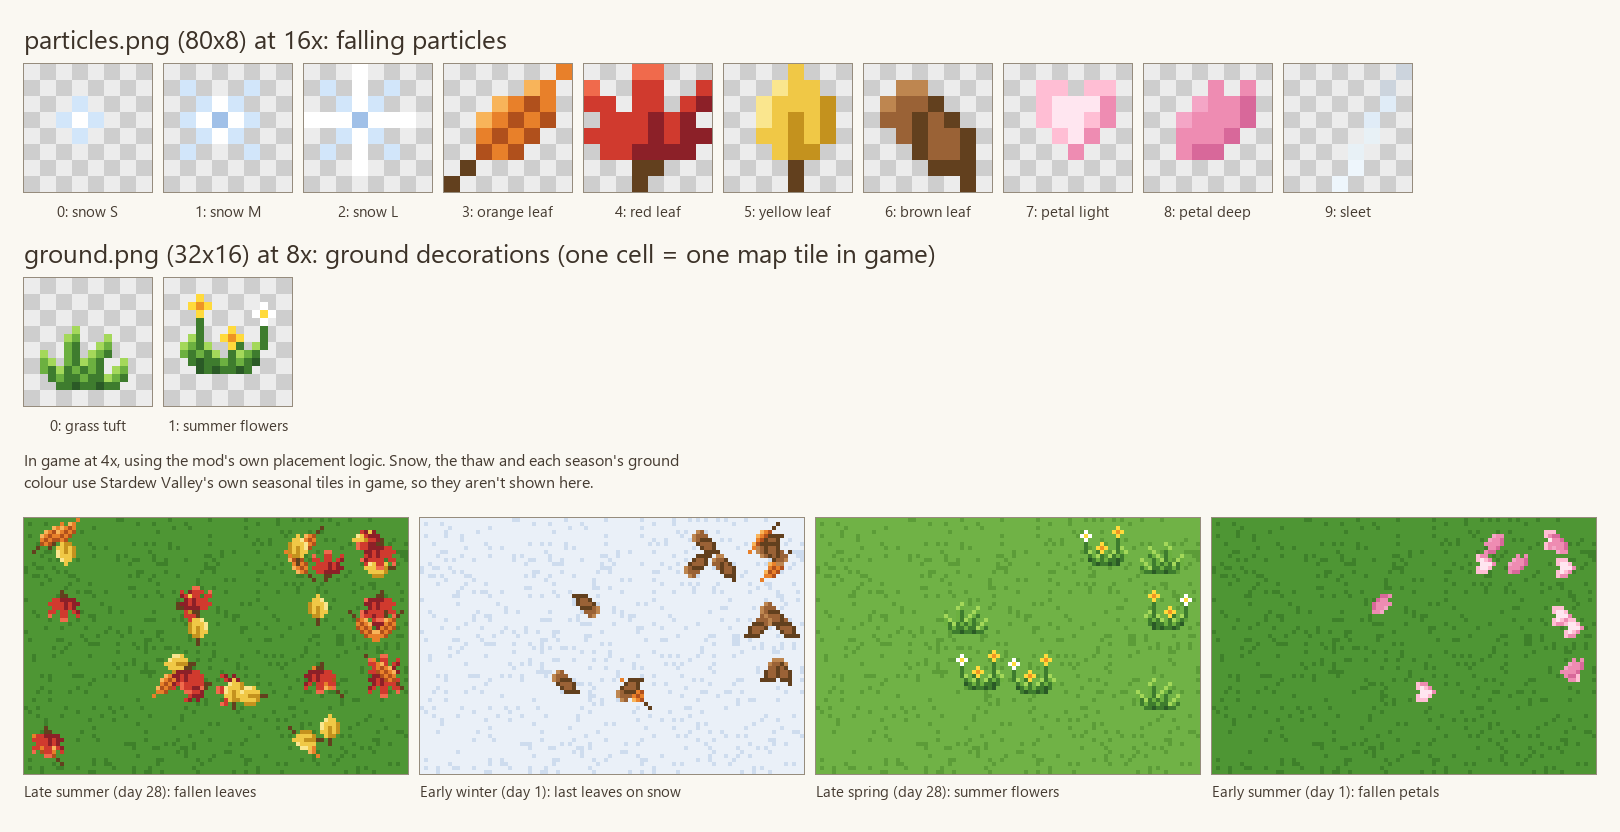 particles.png (80x8) at 16x: falling particles
0: snow S
1: snow M
2: snow L
3: orange leaf
4: red leaf
5: yellow leaf
6: brown leaf
7: petal light
8: petal deep
9: sleet
ground.png (32x16) at 8x: ground decorations (one cell = one map tile in game)
0: grass tuft
1: summer flowers
In game at 4x, using the mod's own placement logic. Snow, the thaw and each season's ground
colour use Stardew Valley's own seasonal tiles in game, so they aren't shown here.
Late summer (day 28): fallen leaves
Early winter (day 1): last leaves on snow
Late spring (day 28): summer flowers
Early summer (day 1): fallen petals